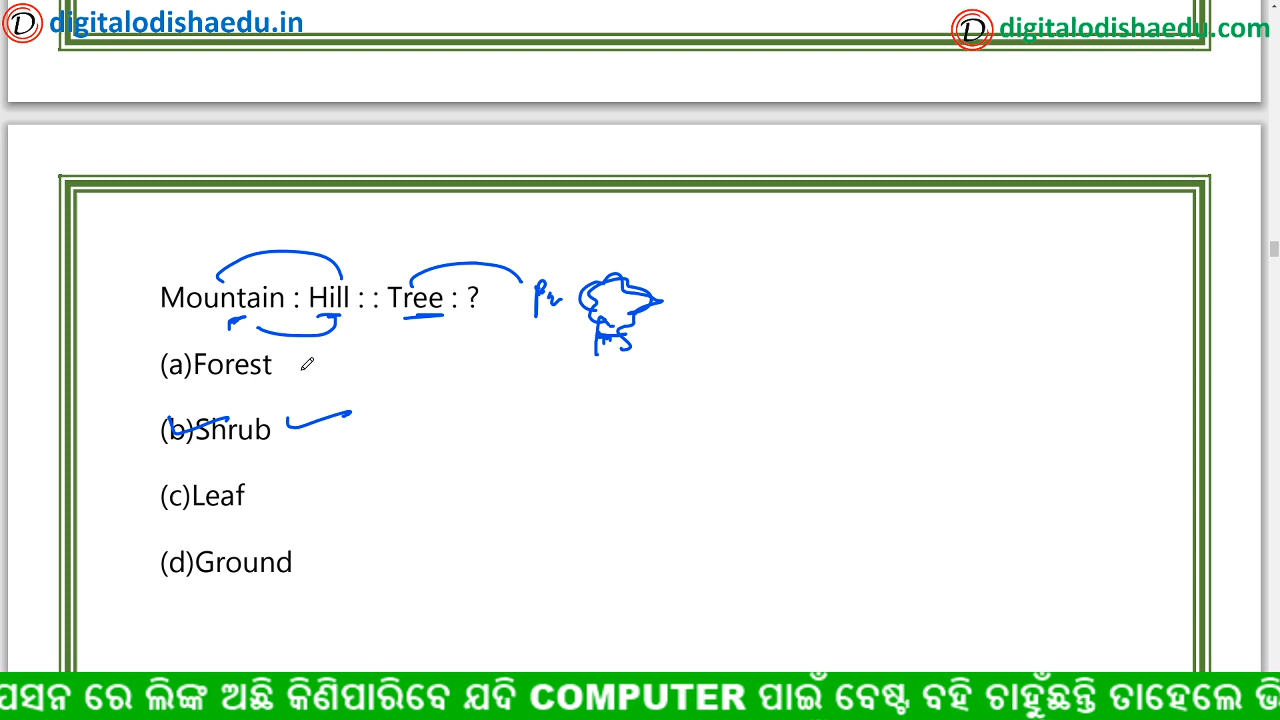 digitalodishaedu.in
digitalodishaedu.com
Mountain : Hill : : Tree : ?
(a)Forest
(b)Shrub
(c)Leaf
(d)Ground
ପସନ ରେ ଲିଙ୍କ ଅଛି କିଣିପାରିବେ ଯଦି COMPUTER ପାଇଁ ବେଷ୍ଟ ବହି ଚାହୁଁଛନ୍ତି ତାହେଲେ ଭି